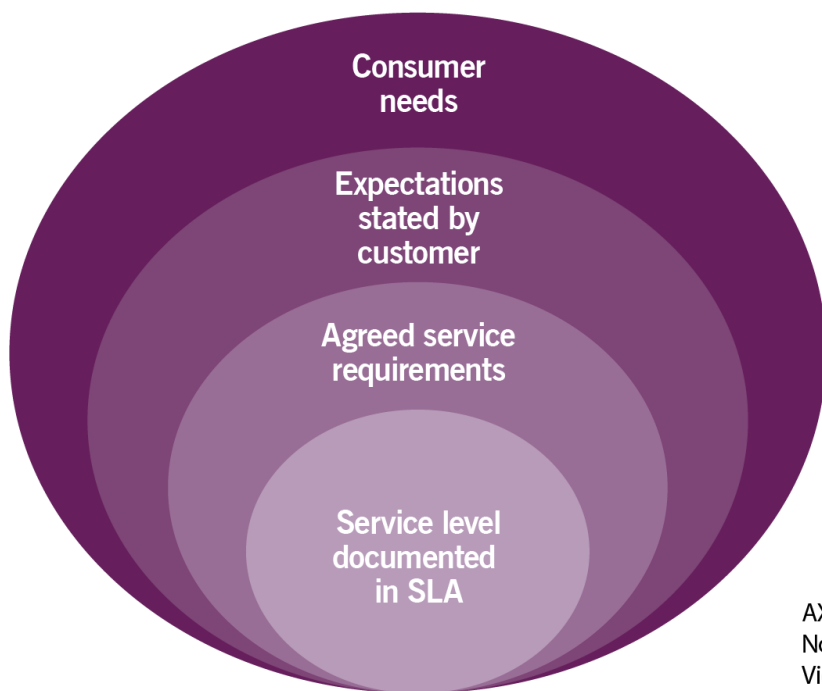 Consumer
needs
Expectations
stated by
customer
Agreed service
requirements
Service level
documented
in SLA